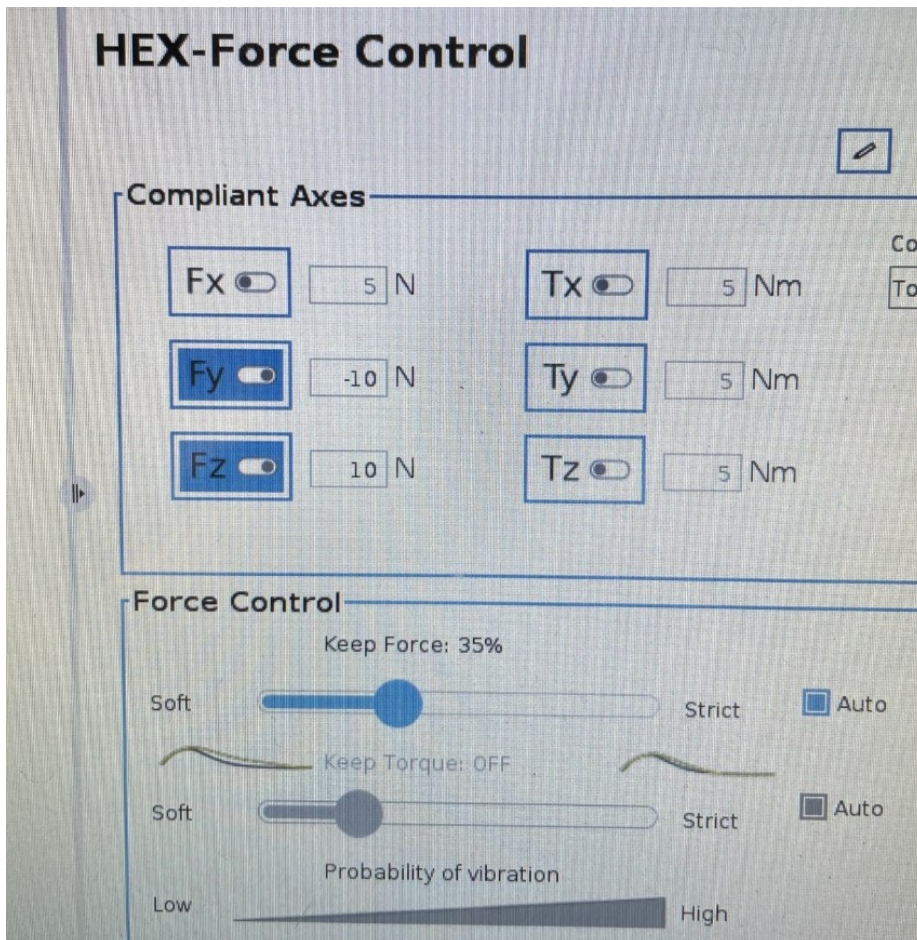 HEX-Force Control
Compliant Axes
Fx 5 N Tx 5 Nm
Co
To
Fy -10 N Ty 5 Nm
Fz 10 N Tz 5 Nm
Force Control
Keep Force: 35%
Soft Strict Auto
Keep Torque: OFF
Soft Strict Auto
Probability of vibration
Low High